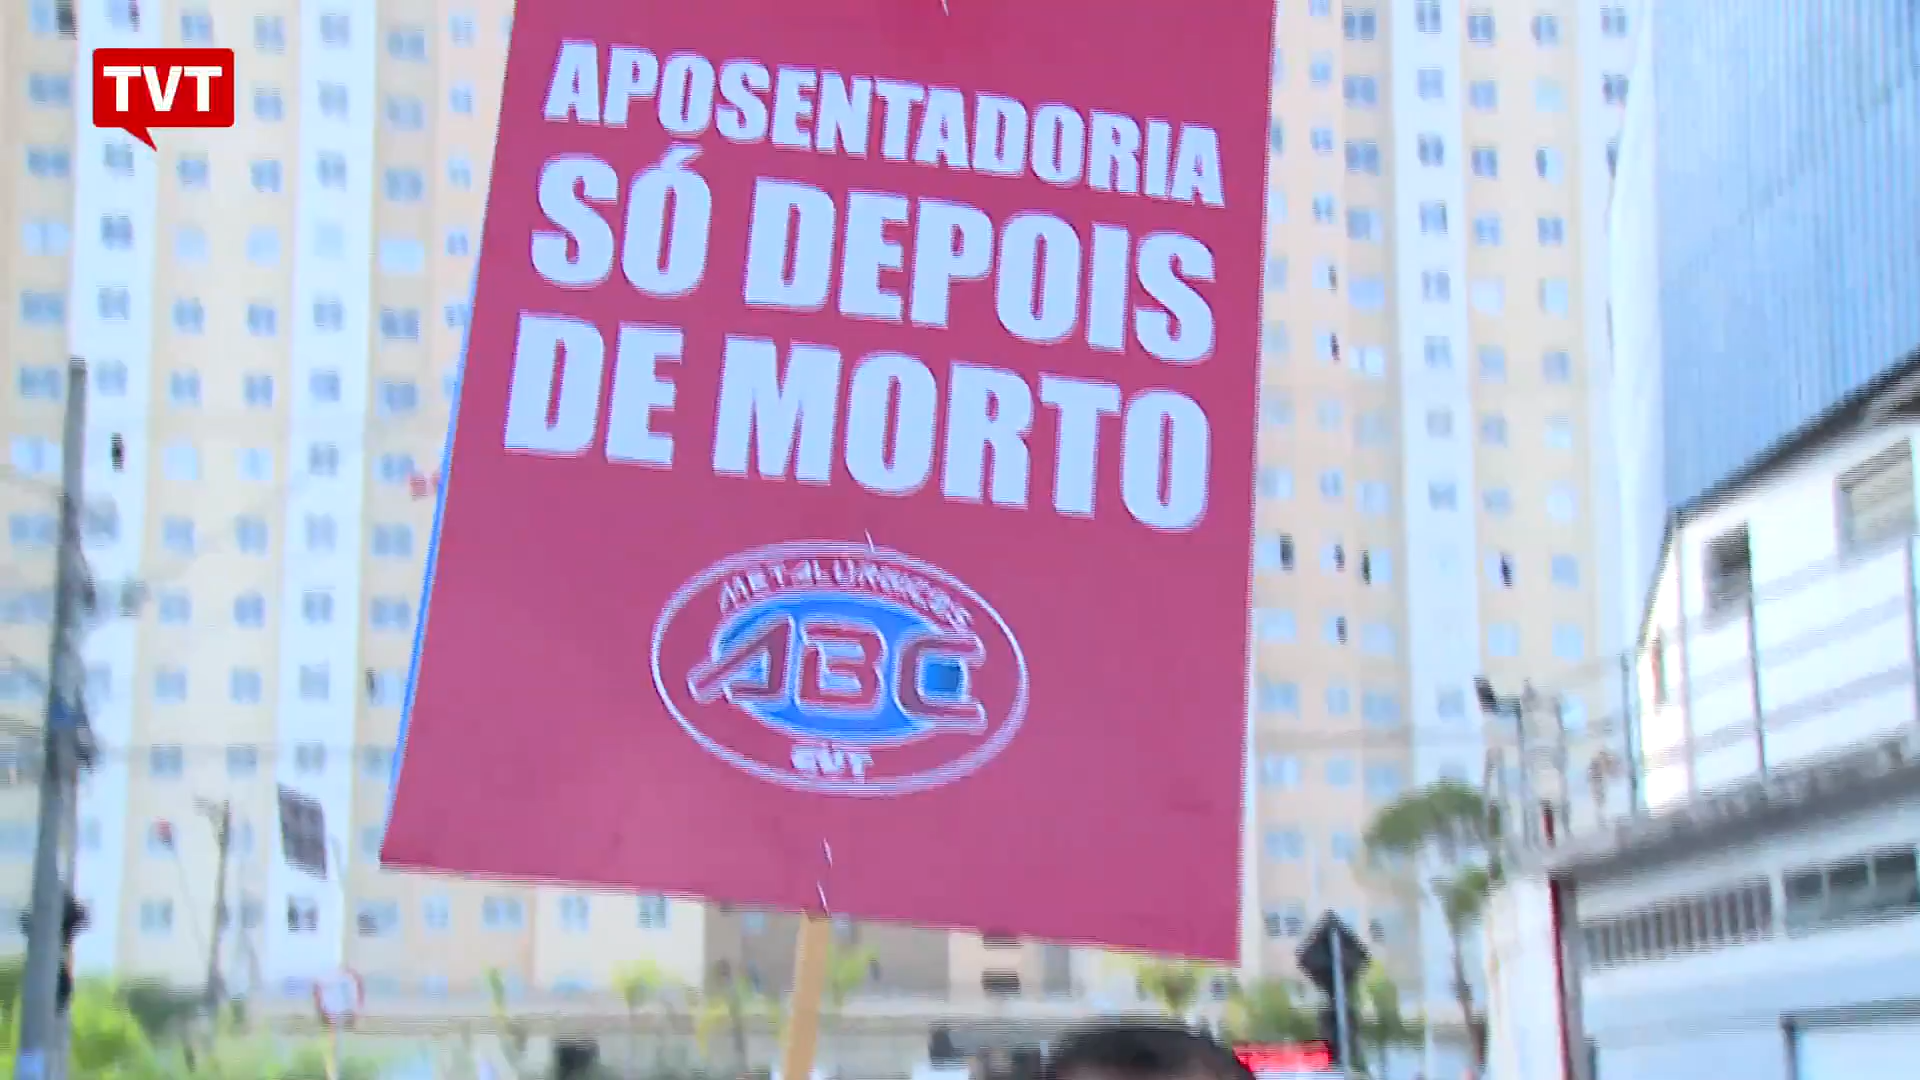 TVT
APOSENTADORIA
SÓ DEPOIS
DE MORTO
METALÚRGICOS
ABC
CUT